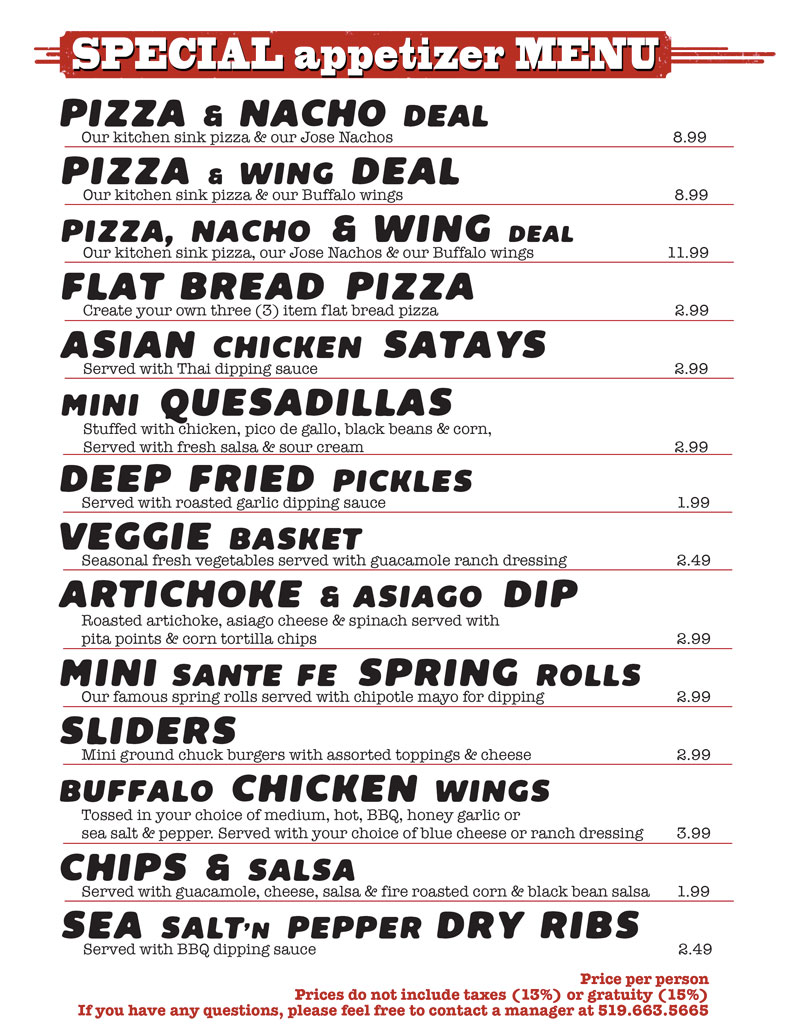 SPECIAL appetizer MENU
PIZZA & NACHO DEAL
Our kitchen sink pizza & our Jose Nachos 8.99
PIZZA & WING DEAL
Our kitchen sink pizza & our Buffalo wings 8.99
PIZZA, NACHO & WING DEAL
Our kitchen sink pizza, our Jose Nachos & our Buffalo wings 11.99
FLAT BREAD PIZZA
Create your own three (3) item flat bread pizza 2.99
ASIAN CHICKEN SATAYS
Served with Thai dipping sauce 2.99
MINI QUESADILLAS
Stuffed with chicken, pico de gallo, black beans & corn,
Served with fresh salsa & sour cream 2.99
DEEP FRIED PICKLES
Served with roasted garlic dipping sauce 1.99
VEGGIE BASKET
Seasonal fresh vegetables served with guacamole ranch dressing 2.49
ARTICHOKE & ASIAGO DIP
Roasted artichoke, asiago cheese & spinach served with
pita points & corn tortilla chips 2.99
MINI SANTE FE SPRING ROLLS
Our famous spring rolls served with chipotle mayo for dipping 2.99
SLIDERS
Mini ground chuck burgers with assorted toppings & cheese 2.99
BUFFALO CHICKEN WINGS
Tossed in your choice of medium, hot, BBQ, honey garlic or
sea salt & pepper. Served with your choice of blue cheese or ranch dressing 3.99
CHIPS & SALSA
Served with guacamole, cheese, salsa & fire roasted corn & black bean salsa 1.99
SEA SALT'N PEPPER DRY RIBS
Served with BBQ dipping sauce 2.49
Price per person
Prices do not include taxes (13%) or gratuity (15%)
If you have any questions, please feel free to contact a manager at 519.663.5665